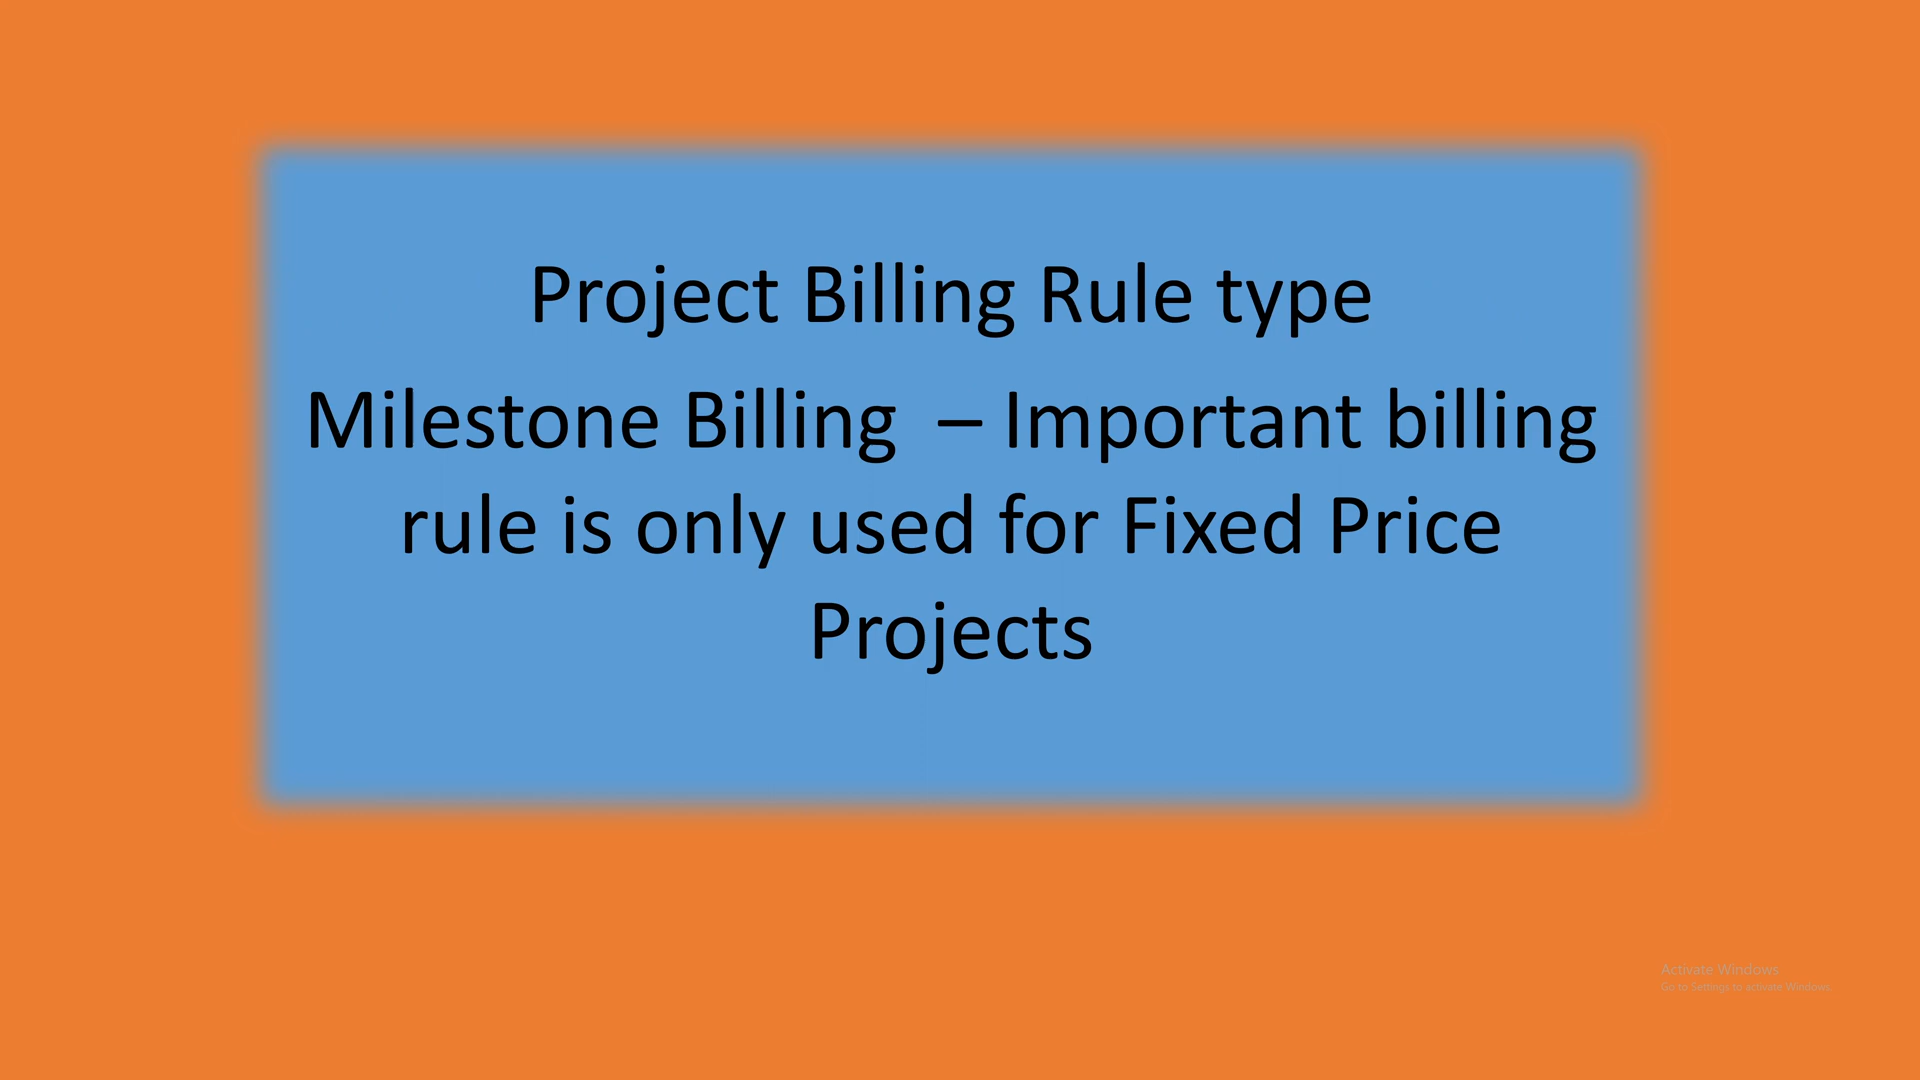 Project Billing Rule type
Milestone Billing – Important billing
rule is only used for Fixed Price
Projects
Activate Windows
Go to Settings to activate Windows.